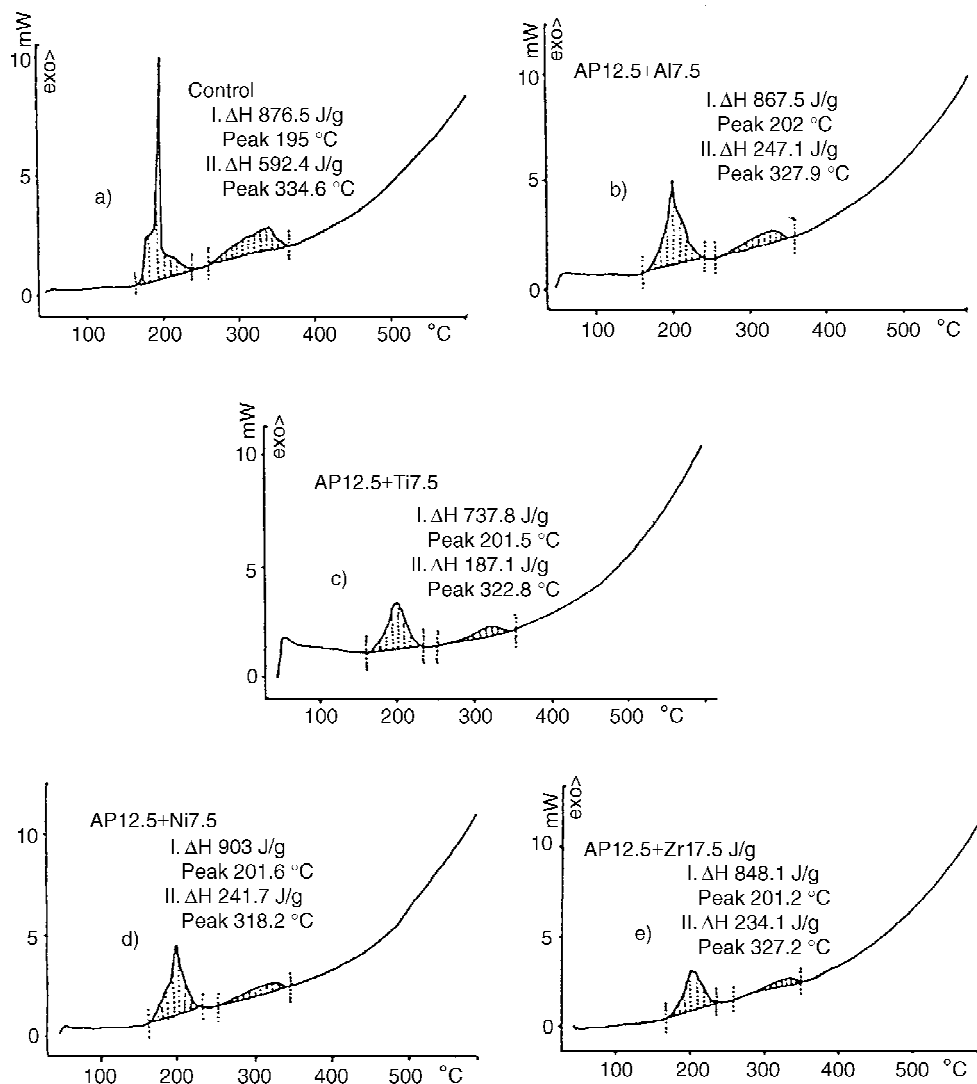 mW
exo>
10
5
0
Control
I. ΔH 876.5 J/g
Peak 195 °C
II. ΔH 592.4 J/g
Peak 334.6 °C
a)
100 200 300 400 500 °C
mW
exo>
10
5
0
AP12.5+Al7.5
I. ΔH 867.5 J/g
Peak 202 °C
II. ΔH 247.1 J/g
Peak 327.9 °C
b)
100 200 300 400 500 °C
mW
exo>
10
5
0
AP12.5+Ti7.5
I. ΔH 737.8 J/g
Peak 201.5 °C
II. ΔH 187.1 J/g
Peak 322.8 °C
c)
100 200 300 400 500 °C
10
5
0
AP12.5+Ni7.5
I. ΔH 903 J/g
Peak 201.6 °C
II. ΔH 241.7 J/g
Peak 318.2 °C
d)
100 200 300 400 500 °C
mW
exo>
10
5
0
AP12.5+Zr17.5 J/g
I. ΔH 848.1 J/g
Peak 201.2 °C
II. ΔH 234.1 J/g
Peak 327.2 °C
e)
100 200 300 400 500 °C